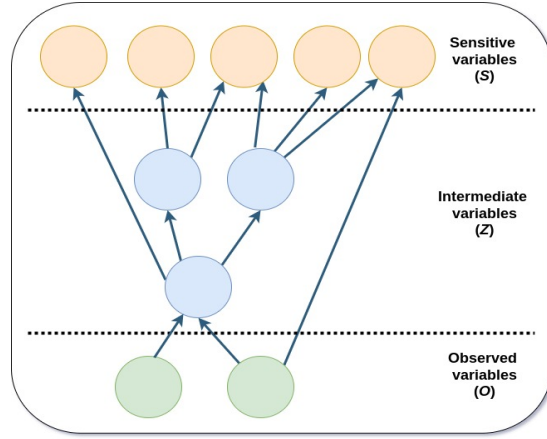 Sensitive
variables
(S)
Intermediate
variables
(Z)
Observed
variables
(O)